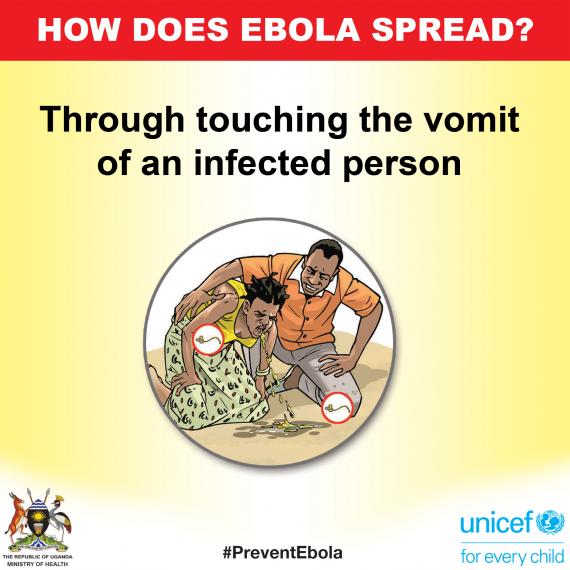 HOW DOES EBOLA SPREAD?
Through touching the vomit
of an infected person
THE REPUBLIC OF UGANDA
MINISTRY OF HEALTH
#PreventEbola
unicef
for every child